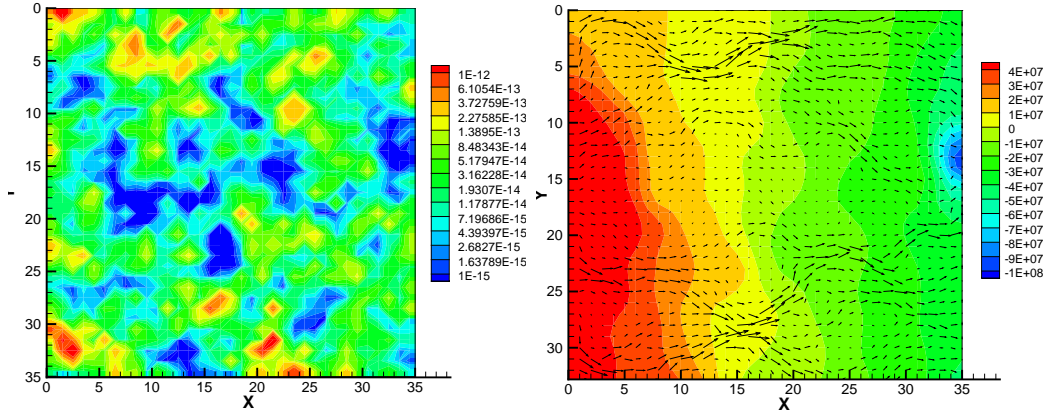 0
5
10
15
20
25
30
35
0 5 10 15 20 25 30 35
X
1E-12
6.1054E-13
3.72759E-13
2.27585E-13
1.3895E-13
8.48343E-14
5.17947E-14
3.16228E-14
1.9307E-14
1.17877E-14
7.19686E-15
4.39397E-15
2.6827E-15
1.63789E-15
1E-15
Y
0
5
10
15
20
25
30
0 5 10 15 20 25 30 35
X
4E+07
3E+07
2E+07
1E+07
0
-1E+07
-2E+07
-3E+07
-4E+07
-5E+07
-6E+07
-7E+07
-8E+07
-9E+07
-1E+08